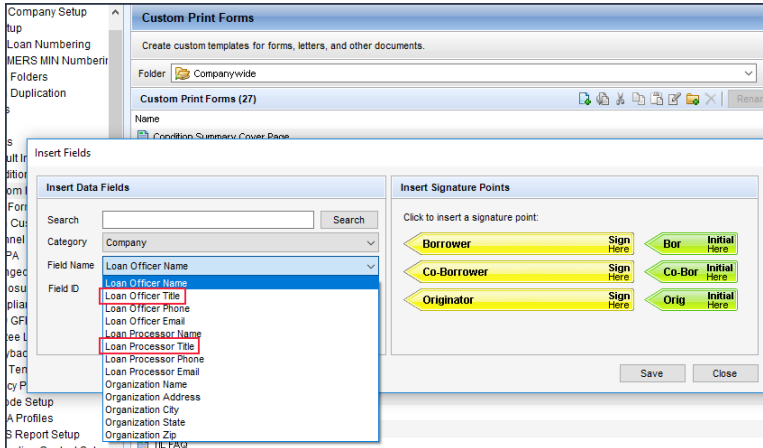 Company Setup
Loan Numbering
Folders
Duplication
Custom Print Forms
Create custom templates for forms, letters, and other documents.
Folder Companywide
Custom Print Forms (27)
Name
Condition Summary Cover Page
Insert Fields
Insert Data Fields
Search Search
Category Company
Field Name Loan Officer Name
Field ID
Loan Officer Name
Loan Officer Title
Loan Officer Phone
Loan Officer Email
Loan Processor Name
Loan Processor Title
Loan Processor Phone
Loan Processor Email
Organization Name
Organization Address
Organization City
Organization State
Organization Zip
Insert Signature Points
Click to insert a signature point:
Borrower Sign Here Bor Initial Here
Co-Borrower Sign Here Co-Bor Initial Here
Originator Sign Here Orig Initial Here
Save Close
Setup
Profiles
Report Setup